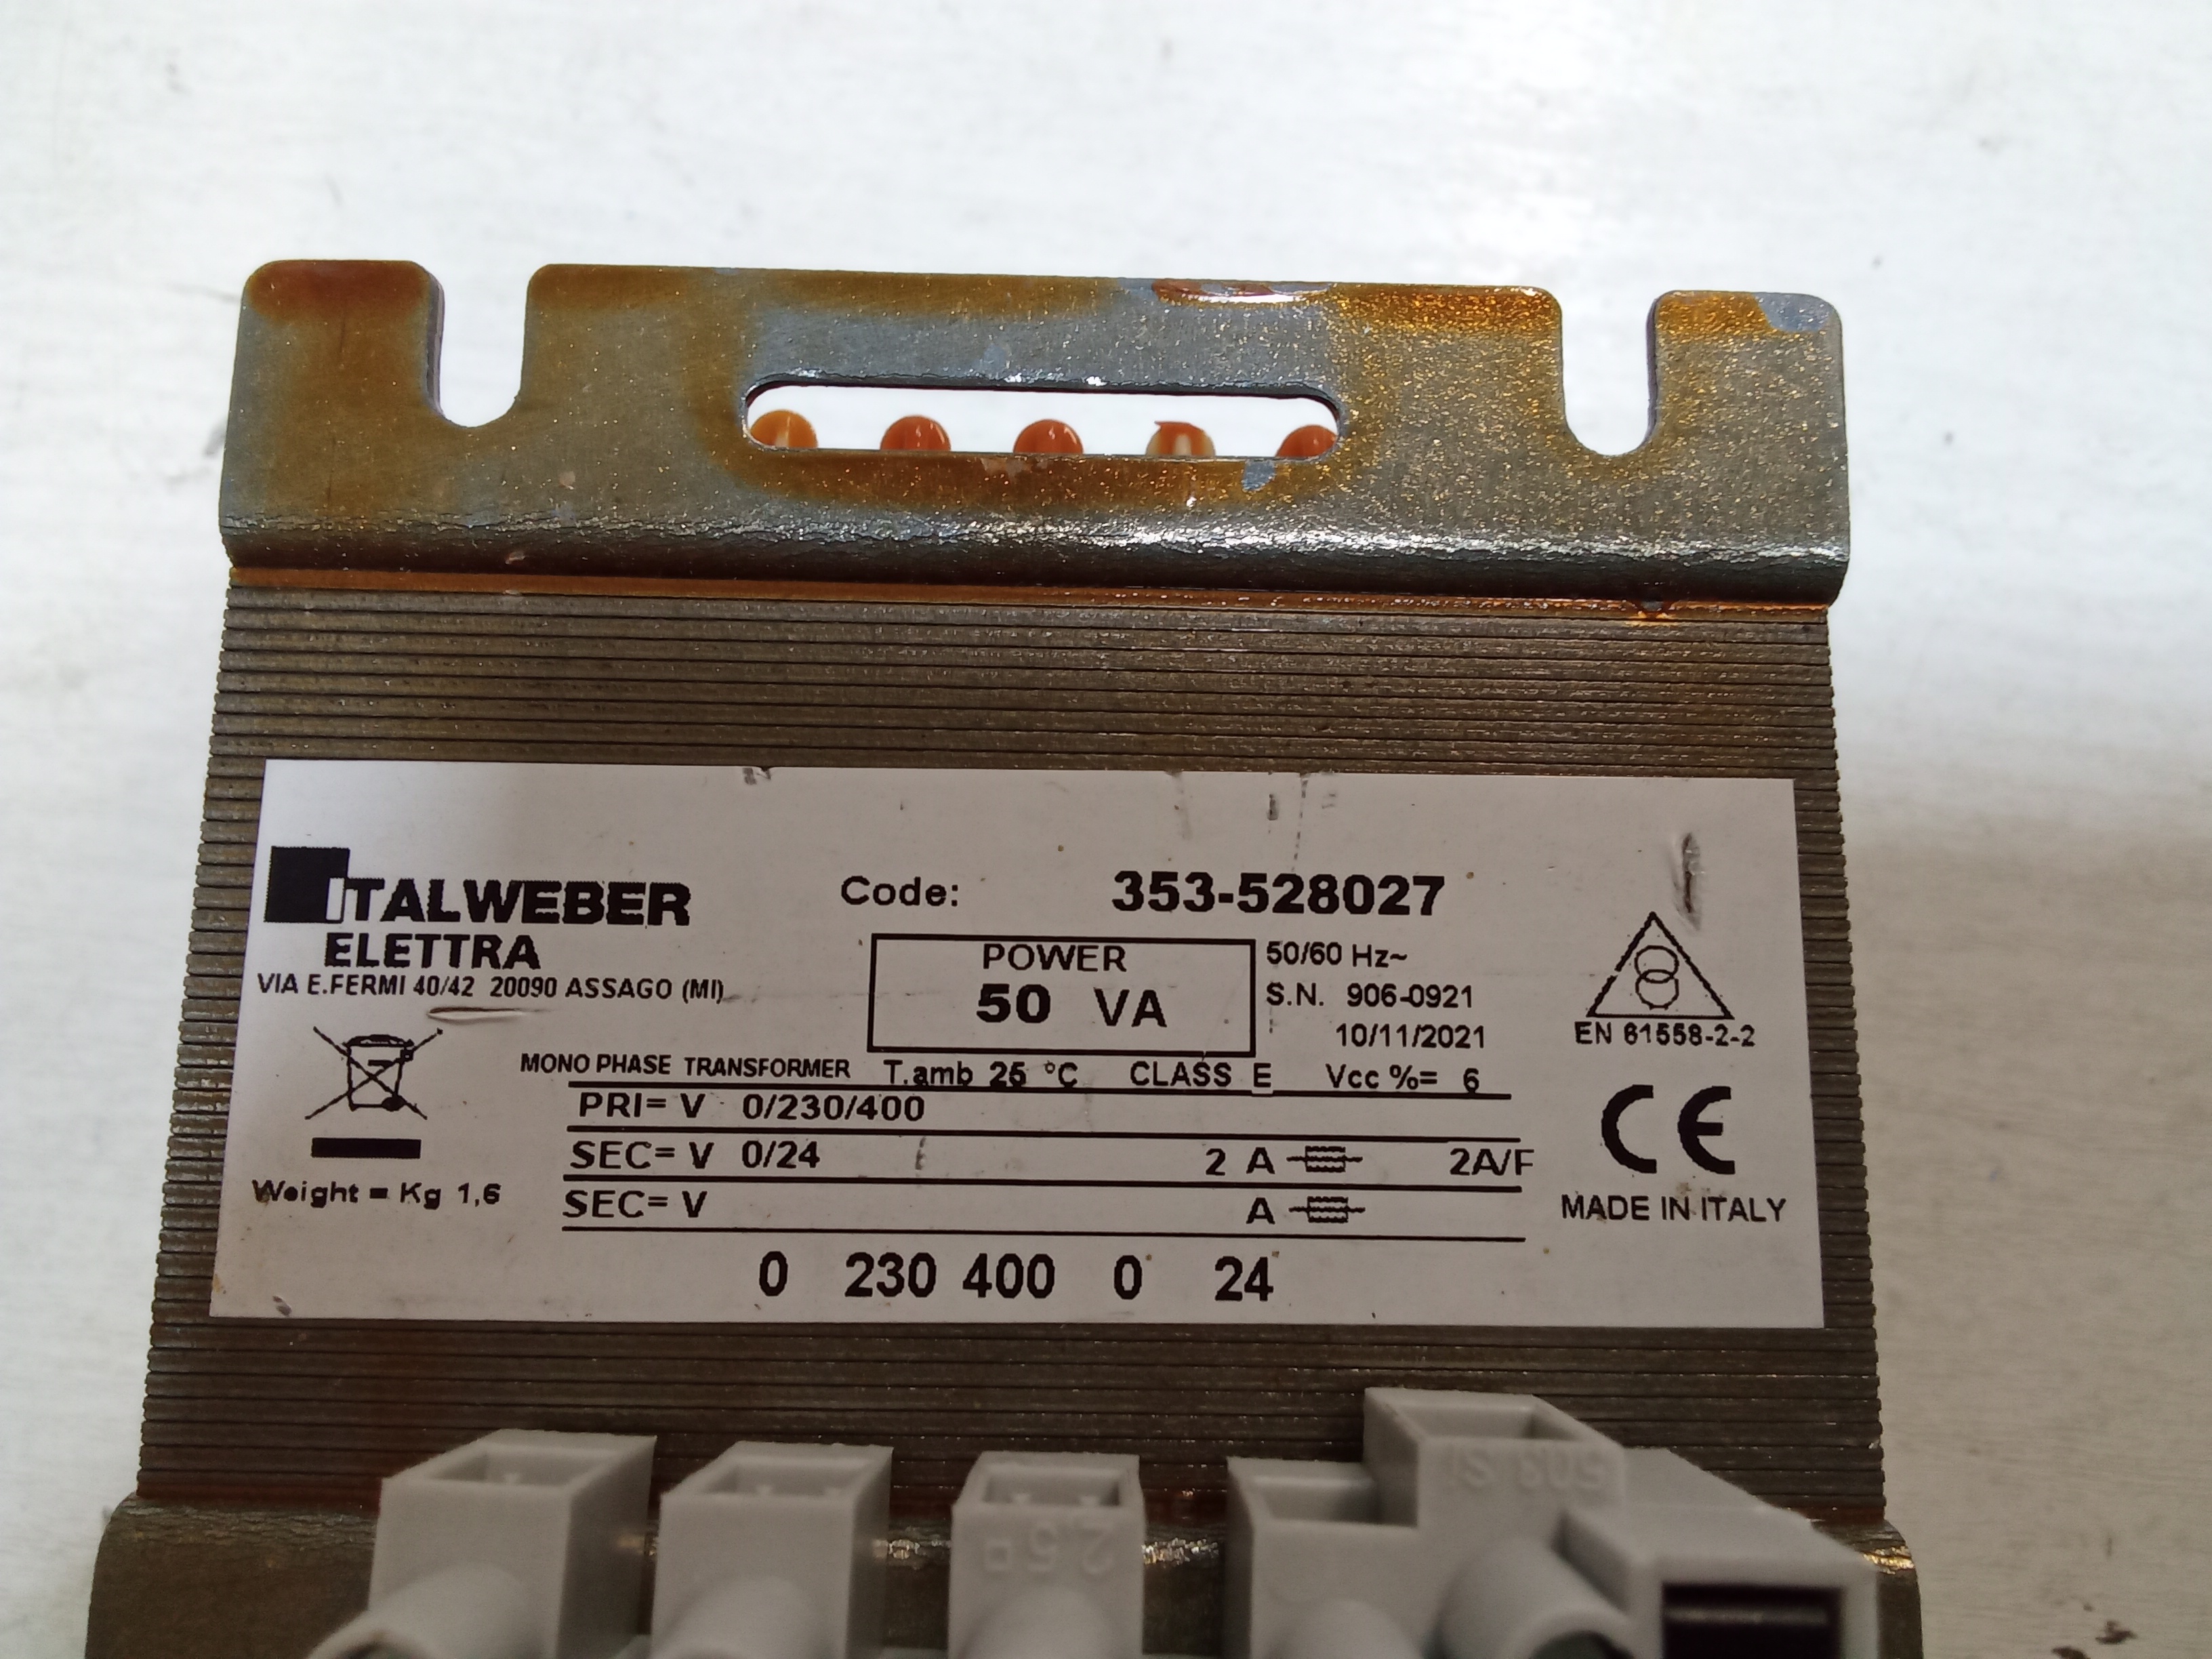 ITALWEBER
ELETTRA
VIA E.FERMI 40/42 20090 ASSAGO (MI)
Code: 353-528027
POWER
50 VA
50/60 Hz~
S.N. 906-0921
10/11/2021
EN 61558-2-2
MONO PHASE TRANSFORMER T.amb 25 °C CLASS E Vcc %= 6
PRI= V 0/230/400
SEC= V 0/24 2 A 2A/F
SEC= V A
Weight = Kg 1,6
CE
MADE IN ITALY
0 230 400 0 24
2,5